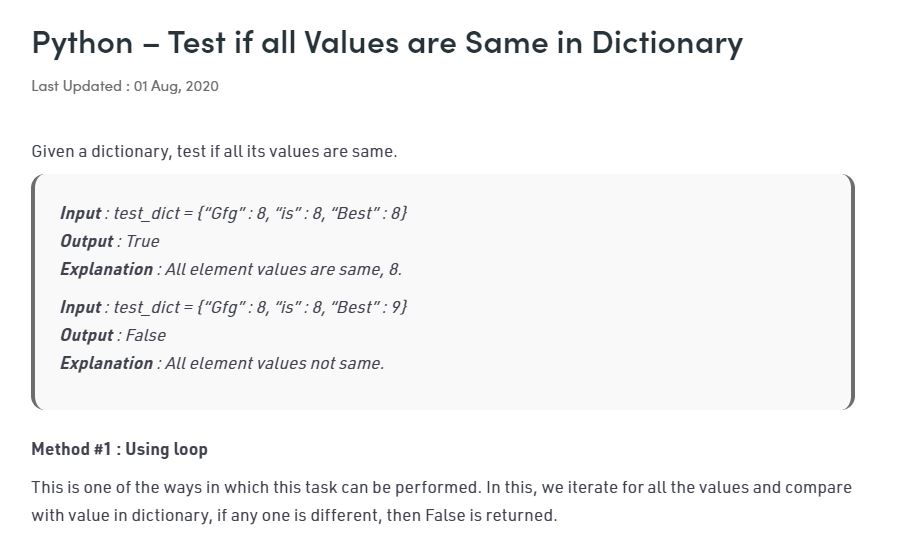 Python – Test if all Values are Same in Dictionary
Last Updated : 01 Aug, 2020
Given a dictionary, test if all its values are same.
Input : test_dict = {“Gfg” : 8, “is” : 8, “Best” : 8}
Output : True
Explanation : All element values are same, 8.
Input : test_dict = {“Gfg” : 8, “is” : 8, “Best” : 9}
Output : False
Explanation : All element values not same.
Method #1 : Using loop
This is one of the ways in which this task can be performed. In this, we iterate for all the values and compare
with value in dictionary, if any one is different, then False is returned.